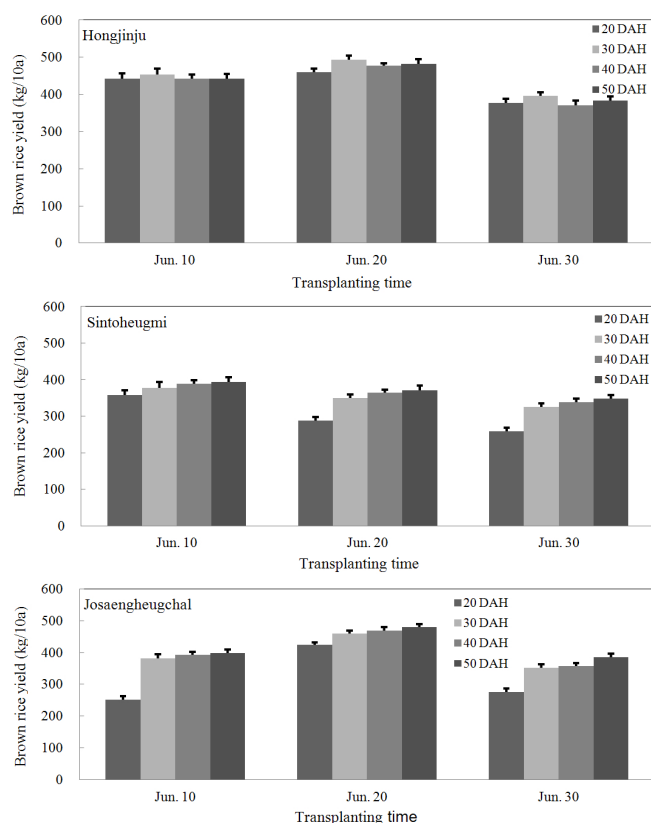 Hongjinju
Brown rice yield (kg/10a)
600
500
400
300
200
100
0
20 DAH
30 DAH
40 DAH
50 DAH
Jun. 10
Jun. 20
Jun. 30
Transplanting time
Sintoheugmi
Brown rice yield (kg/10a)
600
500
400
300
200
100
0
20 DAH
30 DAH
40 DAH
50 DAH
Jun. 10
Jun. 20
Jun. 30
Transplanting time
Josaengheugchal
Brown rice yield (kg/10a)
600
500
400
300
200
100
0
20 DAH
30 DAH
40 DAH
50 DAH
Jun. 10
Jun. 20
Jun. 30
Transplanting time